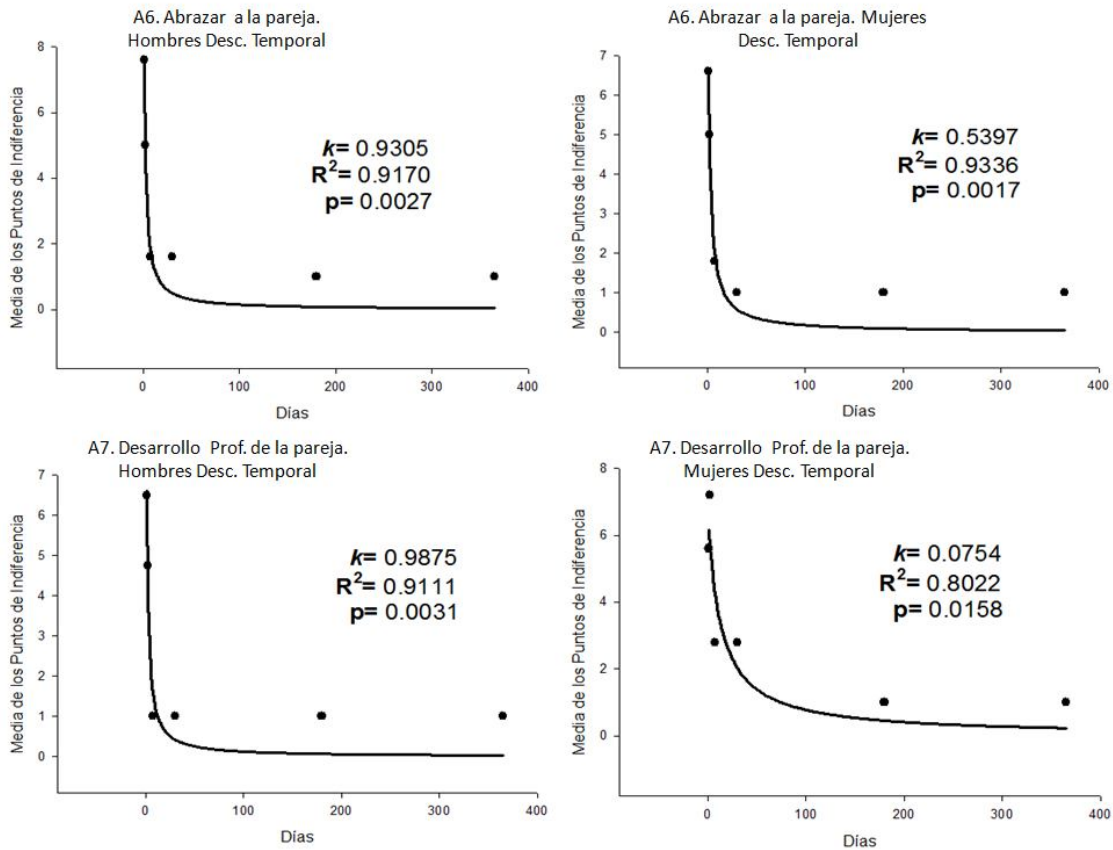 A6. Abrazar a la pareja.
Hombres Desc. Temporal
Media de los Puntos de Indiferencia
8
6
4
2
0
k= 0.9305
R²= 0.9170
p= 0.0027
0 100 200 300 400
Días
A6. Abrazar a la pareja. Mujeres
Desc. Temporal
Media de los Puntos de Indiferencia
7
6
5
4
3
2
1
0
k= 0.5397
R²= 0.9336
p= 0.0017
0 100 200 300 400
Días
A7. Desarrollo Prof. de la pareja.
Hombres Desc. Temporal
Media de los Puntos de Indiferencia
7
6
5
4
3
2
1
0
k= 0.9875
R²= 0.9111
p= 0.0031
0 100 200 300 400
Días
A7. Desarrollo Prof. de la pareja.
Mujeres Desc. Temporal
Media de los Puntos de Indiferencia
8
6
4
2
0
k= 0.0754
R²= 0.8022
p= 0.0158
0 100 200 300 400
Días